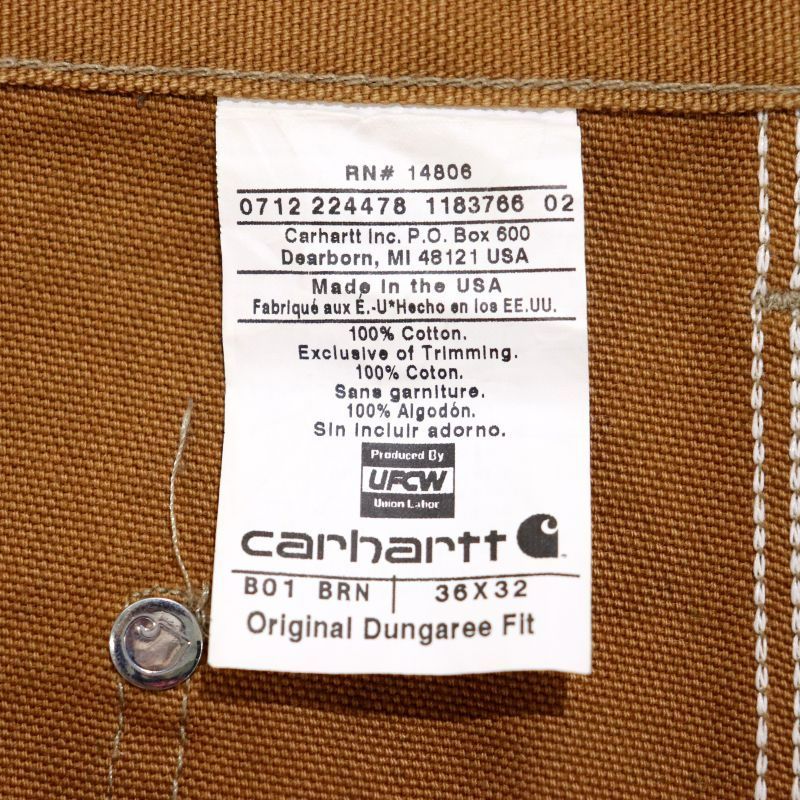 RN# 14806
0712 224478 1183766 02
Carhartt Inc. P.O. Box 600
Dearborn, MI 48121 USA
Made in the USA
Fabriqué aux É.-U*Hecho en los EE.UU.
100% Cotton.
Exclusive of Trimming.
100% Coton.
Sans garniture.
100% Algodón.
Sin incluir adorno.
Produced By
UFCW
Union Labor
carhartt
B01 BRN | 36X32
Original Dungaree Fit